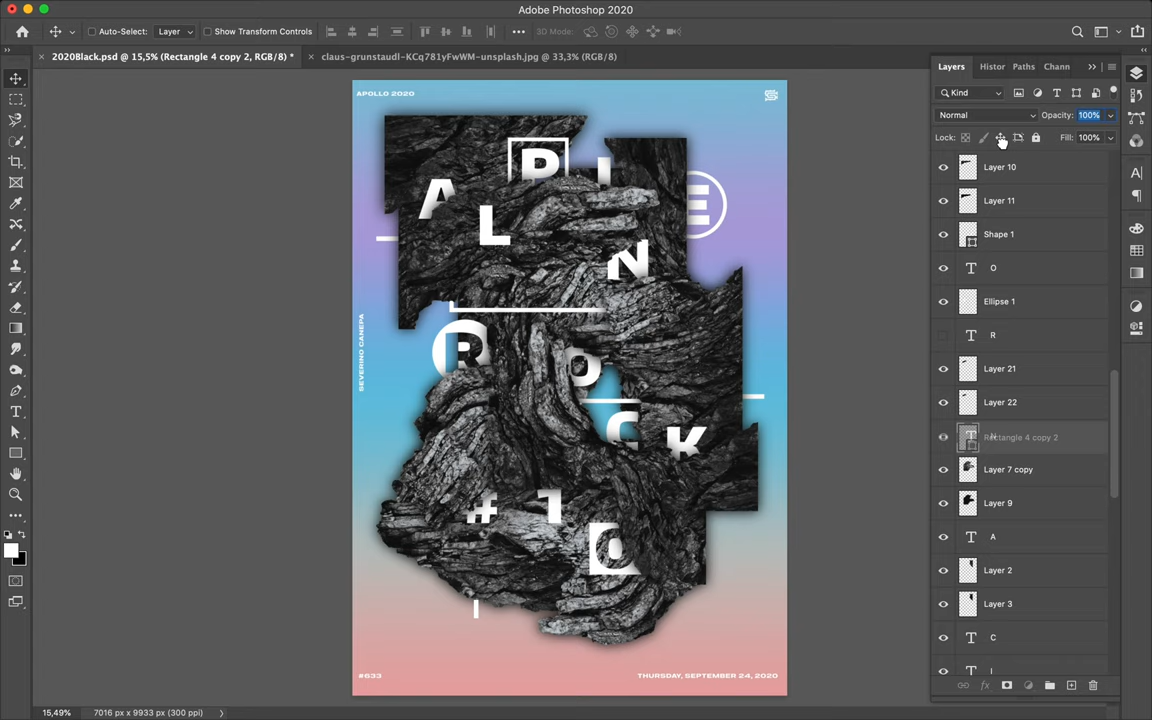 Adobe Photoshop 2020
Auto-Select:
Layer
Show Transform Controls
3D Mode:
2020Black.psd @ 15,5% (Rectangle 4 copy 2, RGB/8) *
claus-grunstaudl-KCq781yFwWM-unsplash.jpg @ 33,3% (RGB/8)
Layers
Histor
Paths
Chann
Kind
Normal
Opacity: 100%
Lock:
Fill: 100%
Layer 10
Layer 11
Shape 1
O
Ellipse 1
R
Layer 21
Layer 22
Rectangle 4 copy 2
Layer 7 copy
Layer 9
A
Layer 2
Layer 3
C
APOLLO 2020
A L P I N E
R O C K
#10
SEVERINO CANEPA
#633
THURSDAY, SEPTEMBER 24, 2020
15,49%
7016 px x 9933 px (300 ppi)